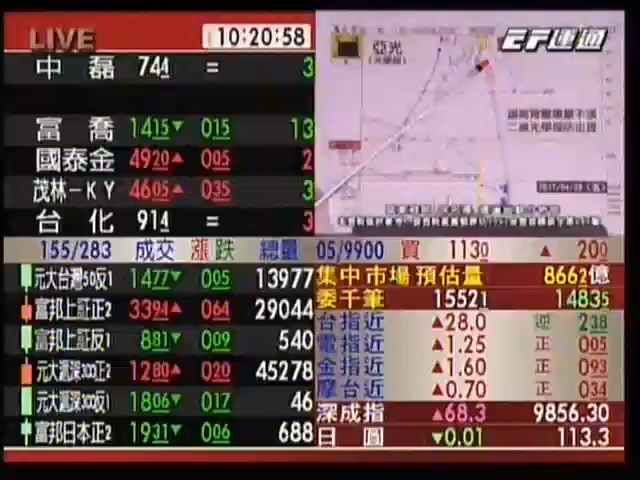 LIVE
10:20:58
EF運通
亞光
中磊 744 = 3
富喬 1415▼ 015 13
國泰金 4920▲ 005 2
茂林-KY 4605▲ 035 3
台化 914 = 3
155/283 成交 漲跌 總量
05/9900 買 1130 ▲ 200
元大台灣50反1 1477▼ 005 13977
富邦上証正2 3394▲ 064 29044
富邦上証反1 881▼ 009 540
元大滬深300正2 1280▲ 020 45278
元大滬深300反1 1806▼ 017 46
富邦日本正2 1931▼ 006 688
集中市場預估量 8662億
委千筆 15521 14835
台指近 ▲28.0 逆 238
電指近 ▲1.25 正 005
金指近 ▲1.60 正 093
摩台近 ▲0.70 正 034
深成指 ▲68.3 9856.30
日圓 ▼0.01 113.3